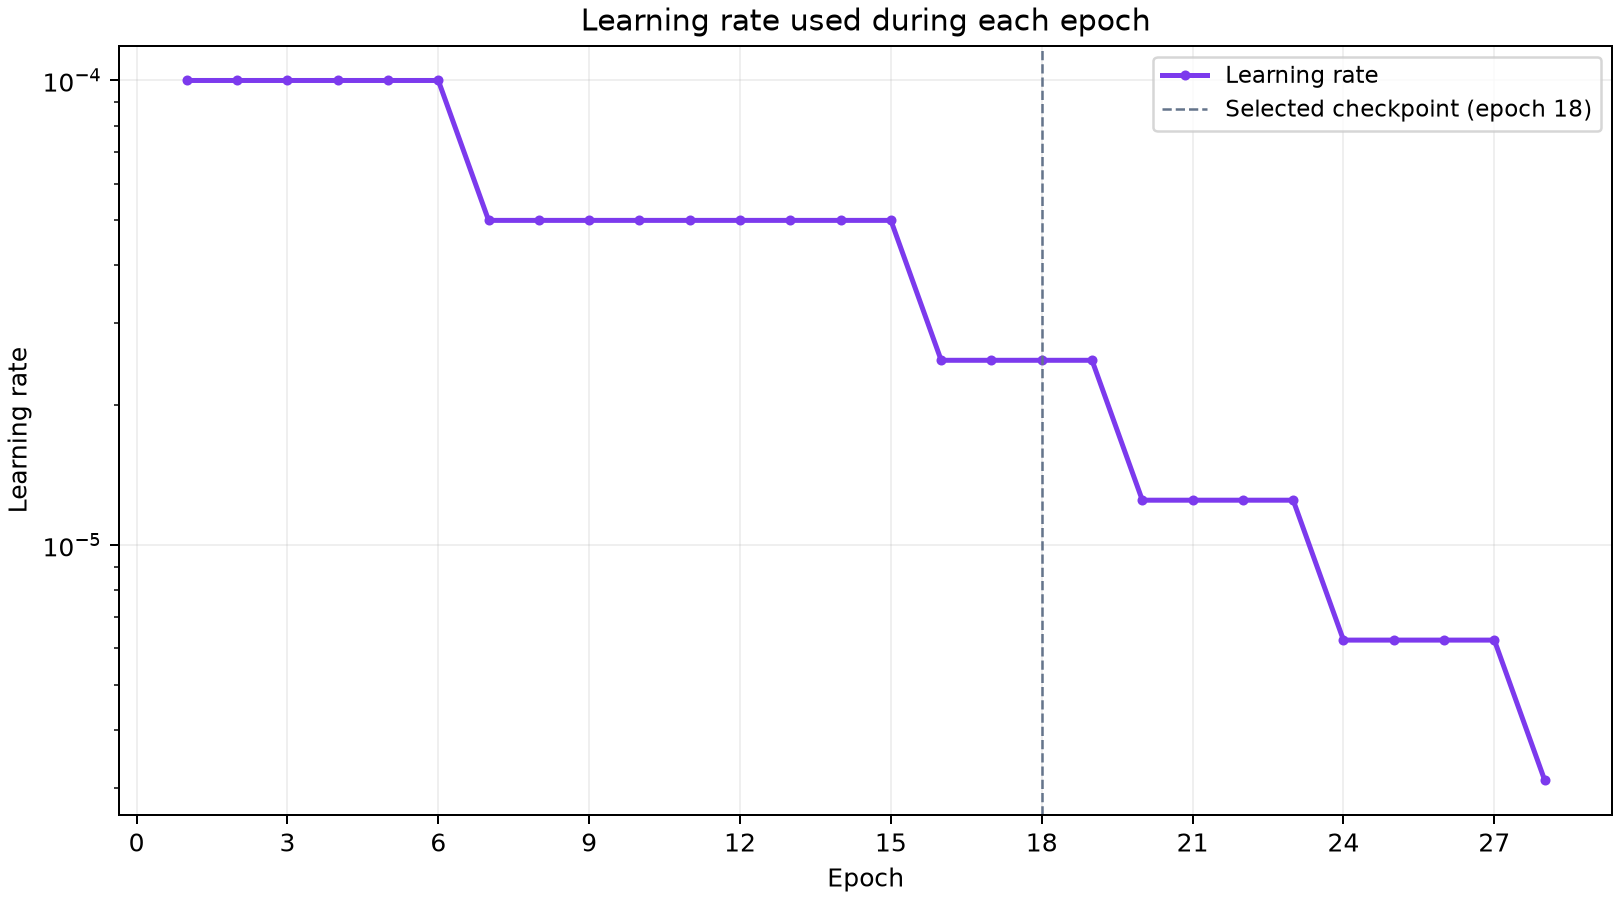 Learning rate used during each epoch
Learning rate
Selected checkpoint (epoch 18)
10⁻⁴
10⁻⁵
Learning rate
0 3 6 9 12 15 18 21 24 27
Epoch